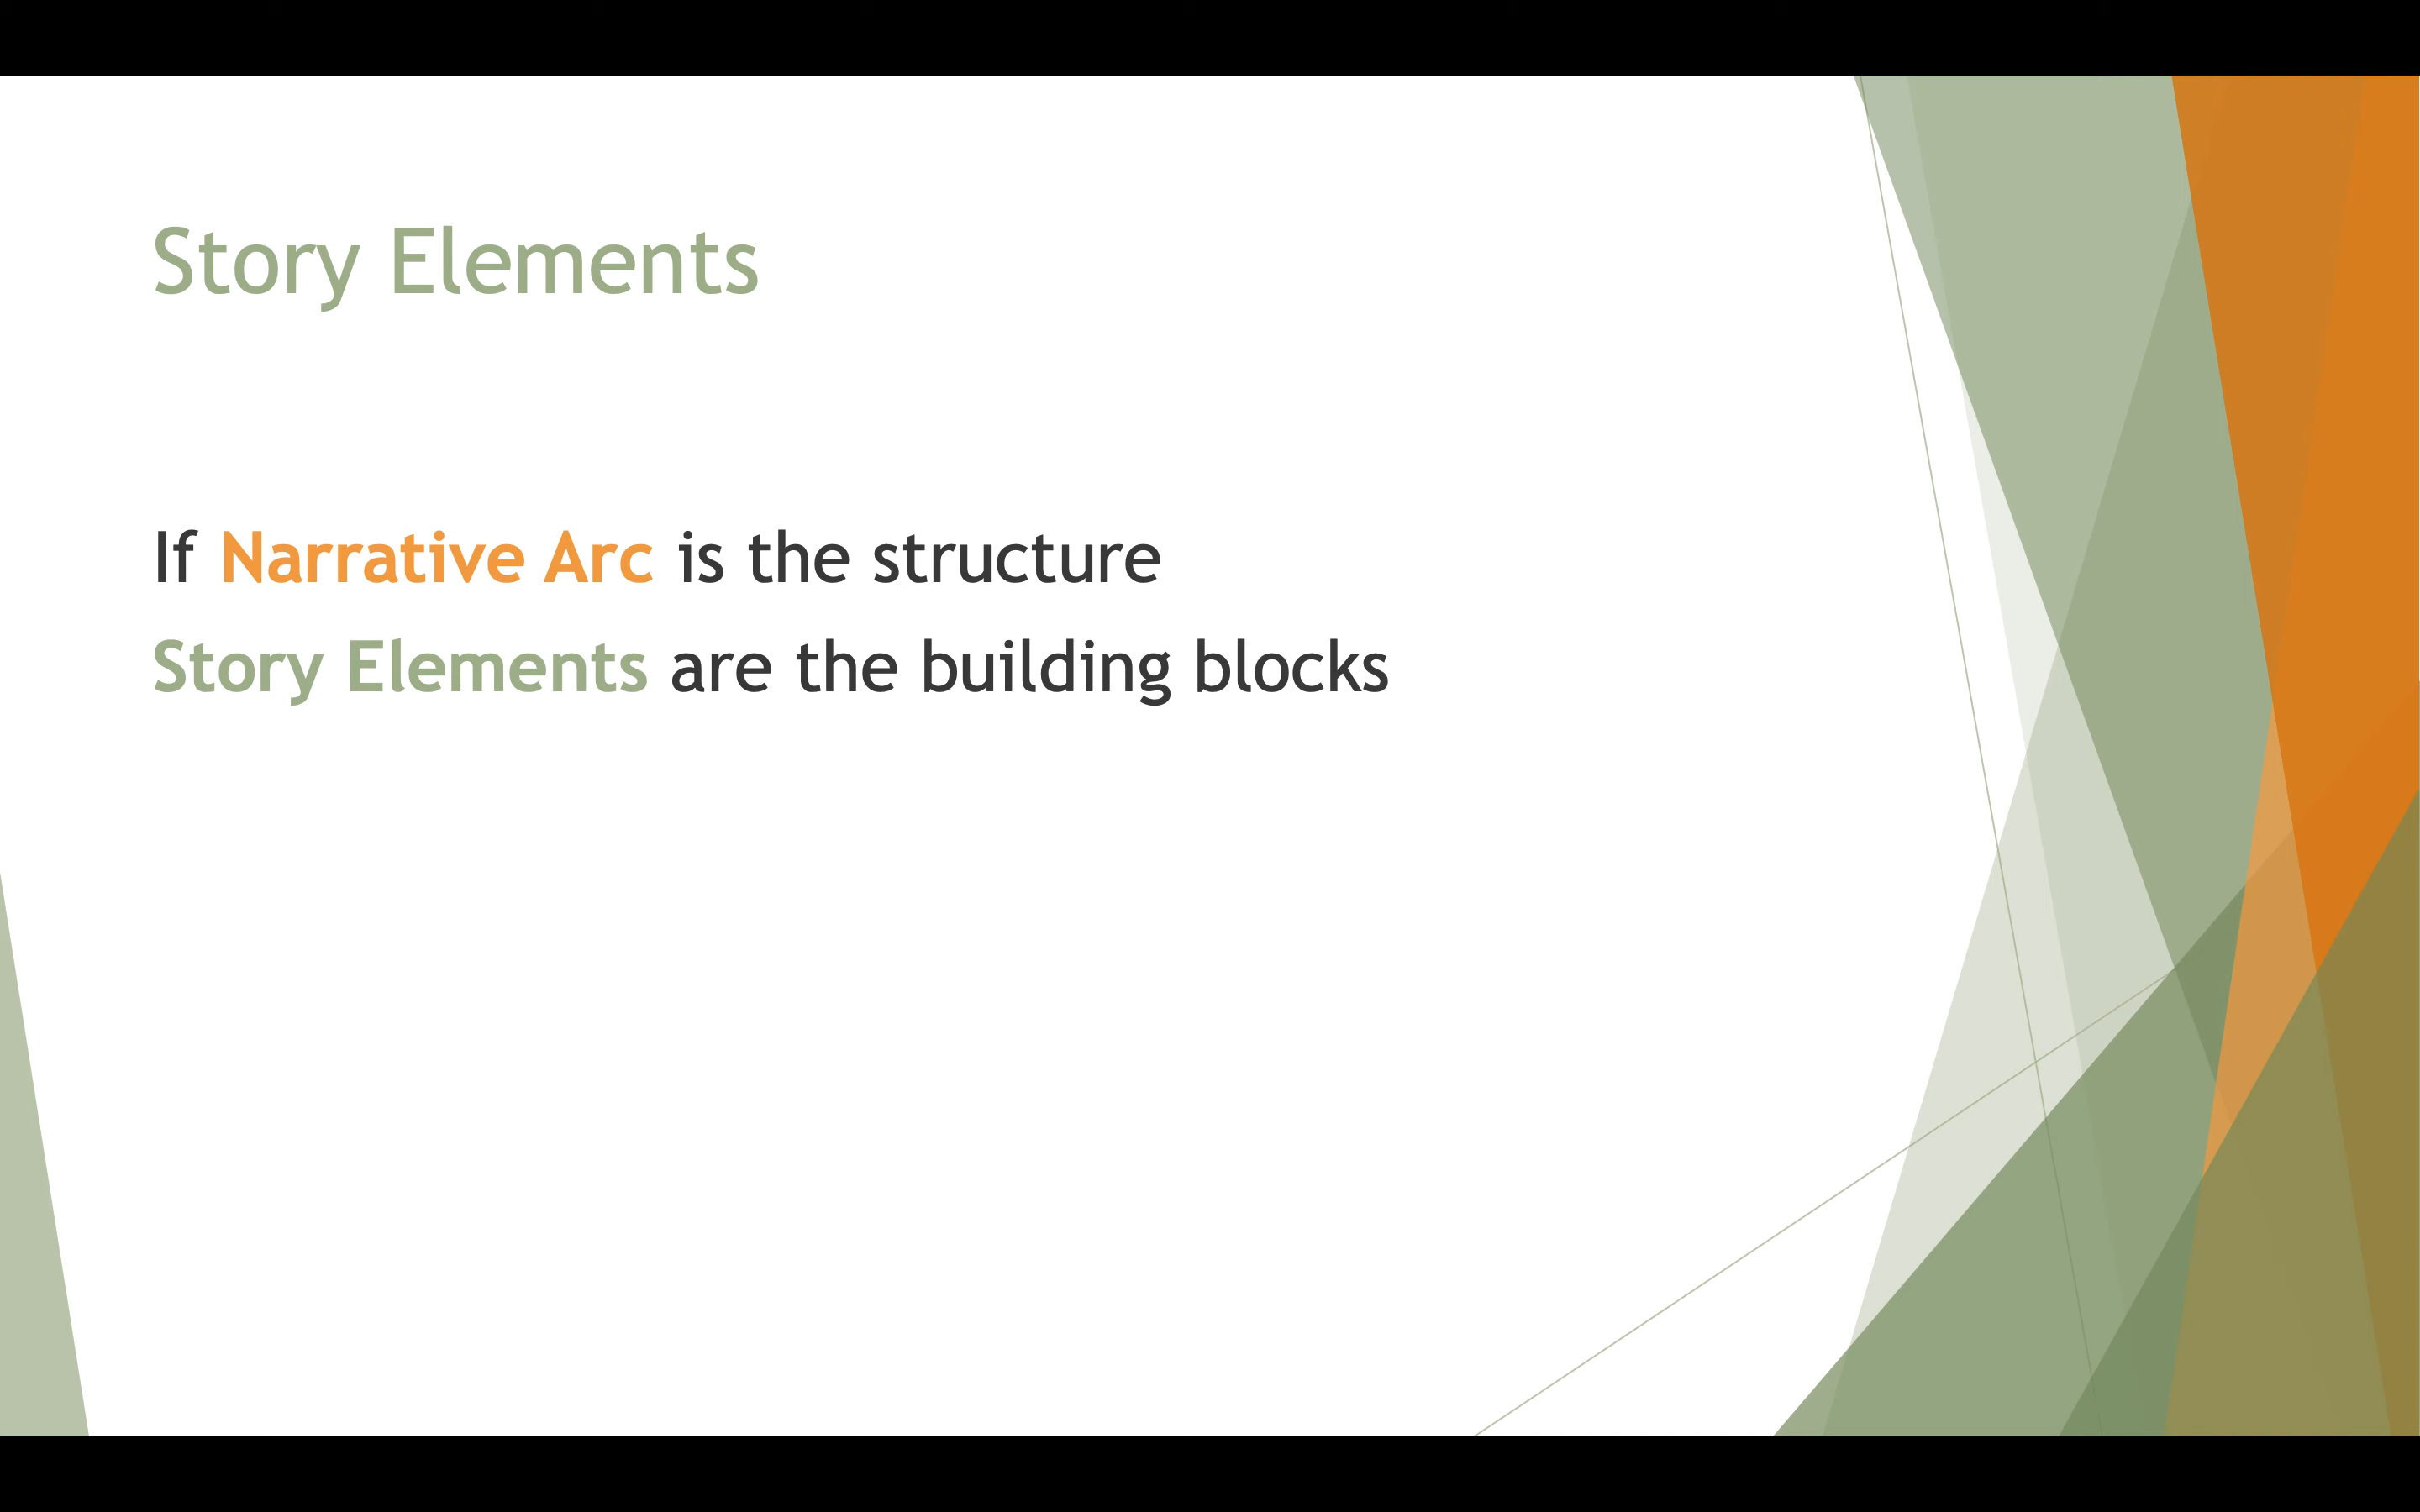 Story Elements
If Narrative Arc is the structure
Story Elements are the building blocks